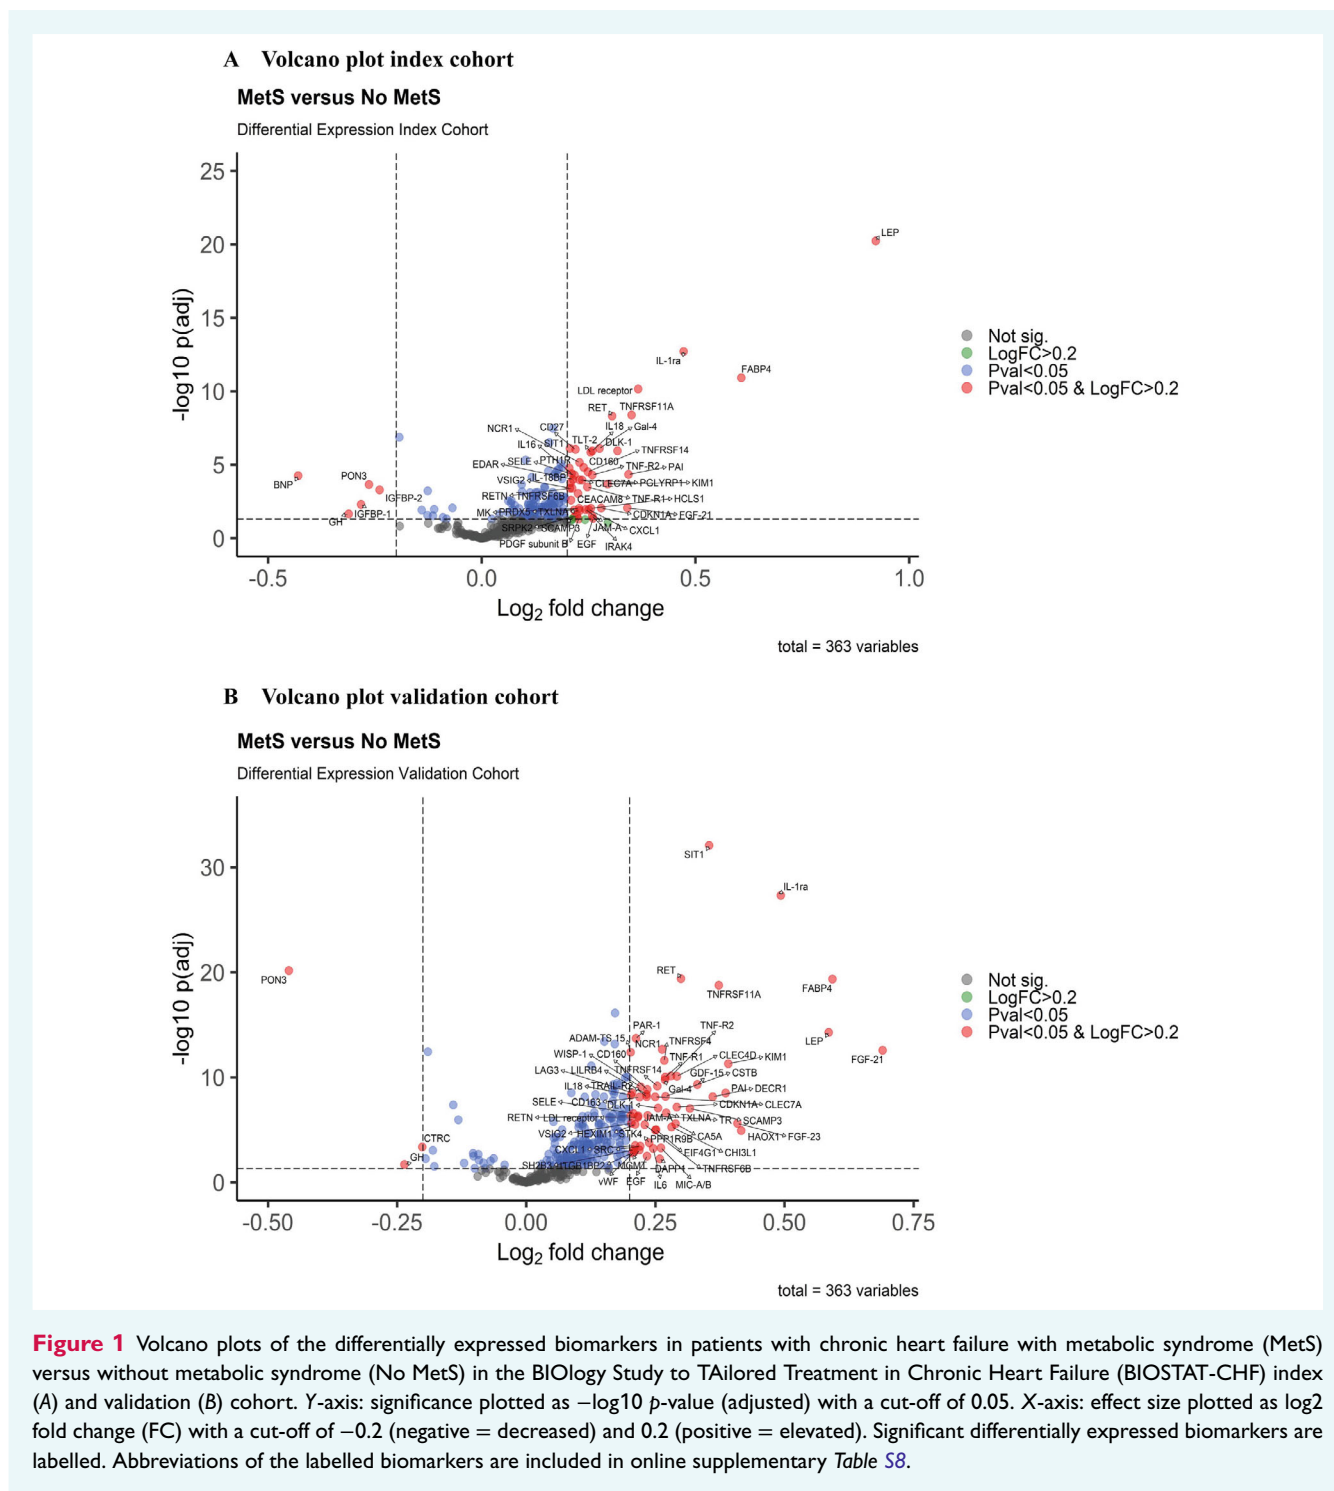 A Volcano plot index cohort
MetS versus No MetS
Differential Expression Index Cohort
25
20
15
10
5
0
-log10 p(adj)
LEP
IL-1ra
FABP4
LDL receptor
RET TNFRSF11A
NCR1 CD27 IL18 Gal-4
IL16 SIT1 TLT-2 DLK-1
TNFRSF14
EDAR SELE PTH1R CD160 TNF-R2 PAI
BNP PON3
VSIG2 IL-18BP CLEC7A PGLYRP1 KIM1
IGFBP-2
RETN TNFRSF6B CEACAM8 TNF-R1 HCLS1
GH IGFBP-1
MK PRDX5 TXLNA CDKN1A FGF-21
SRPK2 SCAMP3 JAM-A CXCL1
PDGF subunit B EGF IRAK4
-0.5 0.0 0.5 1.0
Log2 fold change
Not sig.
LogFC>0.2
Pval<0.05
Pval<0.05 & LogFC>0.2
total = 363 variables
B Volcano plot validation cohort
MetS versus No MetS
Differential Expression Validation Cohort
30
20
10
0
-log10 p(adj)
SIT1
IL-1ra
PON3
RET
TNFRSF11A
FABP4
LEP
FGF-21
PAR-1 TNF-R2
ADAM-TS 15 NCR1 TNFRSF4
WISP-1 CD160 TNF-R1 CLEC4D KIM1
LAG3 LILRB4 TNFRSF14 GDF-15 CSTB
IL18 TRAIL-R2 Gal-4 PAI DECR1
SELE CD163 DLK-1 CDKN1A CLEC7A
RETN LDL receptor JAM-A TXLNA TR SCAMP3
VSIG2 HEXIM1 STK4 PPP1R9B CA5A HAOX1 FGF-23
CTRC
CXCL1 SRC EIF4G1 CHI3L1
GH
SH2B3 ITGB1BP2 MGMT DAPP1 TNFRSF6B
vWF EGF IL6 MIC-A/B
-0.50 -0.25 0.00 0.25 0.50 0.75
Log2 fold change
Not sig.
LogFC>0.2
Pval<0.05
Pval<0.05 & LogFC>0.2
total = 363 variables
Figure 1 Volcano plots of the differentially expressed biomarkers in patients with chronic heart failure with metabolic syndrome (MetS)
versus without metabolic syndrome (No MetS) in the BIOlogy Study to TAilored Treatment in Chronic Heart Failure (BIOSTAT-CHF) index
(A) and validation (B) cohort. Y-axis: significance plotted as −log10 p-value (adjusted) with a cut-off of 0.05. X-axis: effect size plotted as log2
fold change (FC) with a cut-off of −0.2 (negative = decreased) and 0.2 (positive = elevated). Significant differentially expressed biomarkers are
labelled. Abbreviations of the labelled biomarkers are included in online supplementary Table S8.